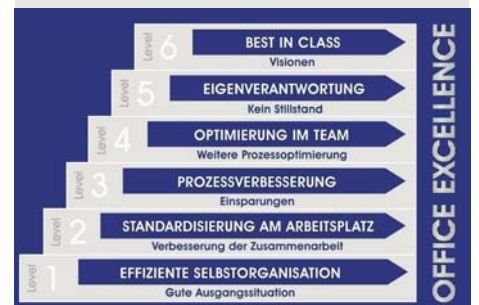 Level 6
BEST IN CLASS
Visionen
Level 5
EIGENVERANTWORTUNG
Kein Stillstand
Level 4
OPTIMIERUNG IM TEAM
Weitere Prozessoptimierung
Level 3
PROZESSVERBESSERUNG
Einsparungen
Level 2
STANDARDISIERUNG AM ARBEITSPLATZ
Verbesserung der Zusammenarbeit
Level 1
EFFIZIENTE SELBSTORGANISATION
Gute Ausgangssituation
OFFICE EXCELLENCE